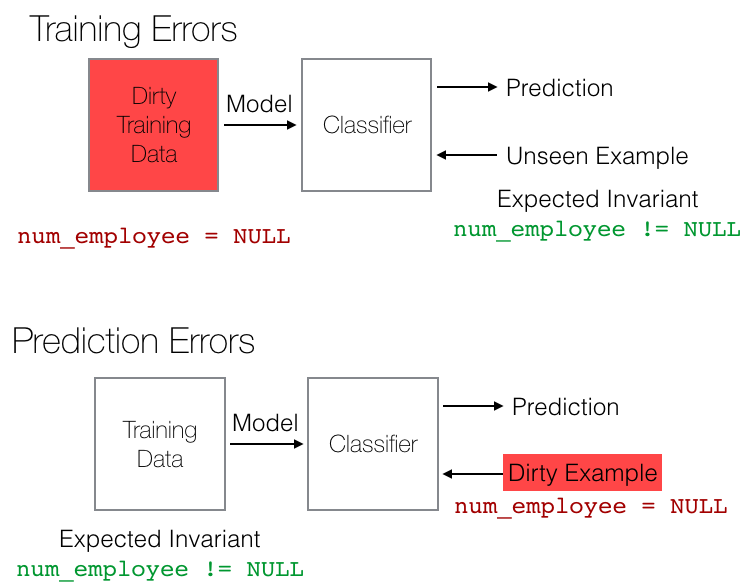 Training Errors
Dirty
Training
Data
Model
Classifier
Prediction
Unseen Example
Expected Invariant
num_employee != NULL
num_employee = NULL
Prediction Errors
Training
Data
Model
Classifier
Prediction
Dirty Example
num_employee = NULL
Expected Invariant
num_employee != NULL